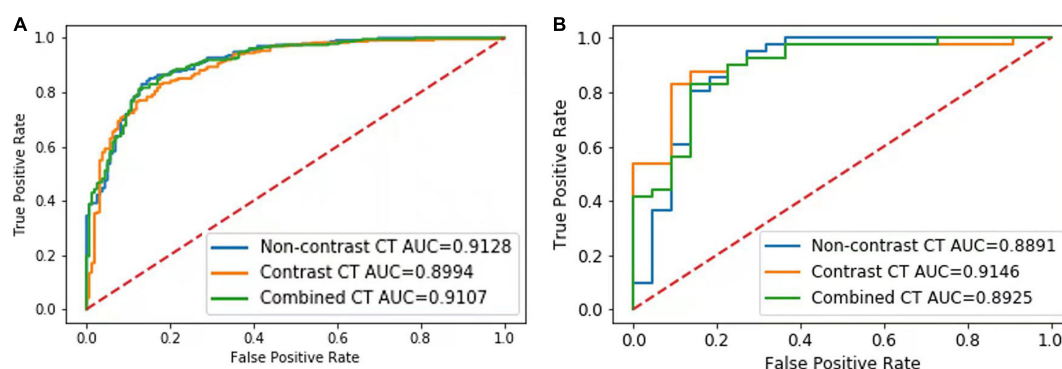 A
True Positive Rate
1.0
0.8
0.6
0.4
0.2
0.0
Non-contrast CT AUC=0.9128
Contrast CT AUC=0.8994
Combined CT AUC=0.9107
0.0 0.2 0.4 0.6 0.8 1.0
False Positive Rate
B
True Positive Rate
1.0
0.8
0.6
0.4
0.2
0.0
Non-contrast CT AUC=0.8891
Contrast CT AUC=0.9146
Combined CT AUC=0.8925
0.0 0.2 0.4 0.6 0.8 1.0
False Positive Rate